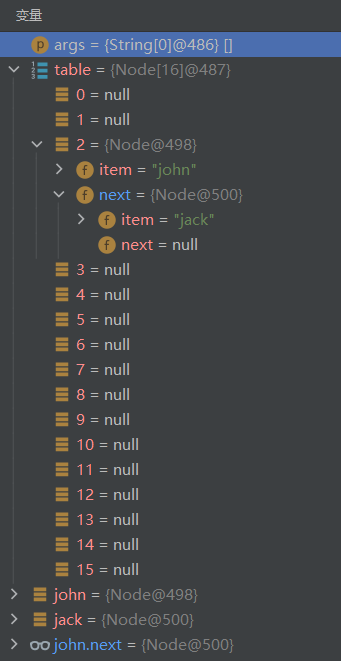 变量
args = {String[0]@486} []
table = {Node[16]@487}
0 = null
1 = null
2 = {Node@498}
item = "john"
next = {Node@500}
item = "jack"
next = null
3 = null
4 = null
5 = null
6 = null
7 = null
8 = null
9 = null
10 = null
11 = null
12 = null
13 = null
14 = null
15 = null
john = {Node@498}
jack = {Node@500}
john.next = {Node@500}